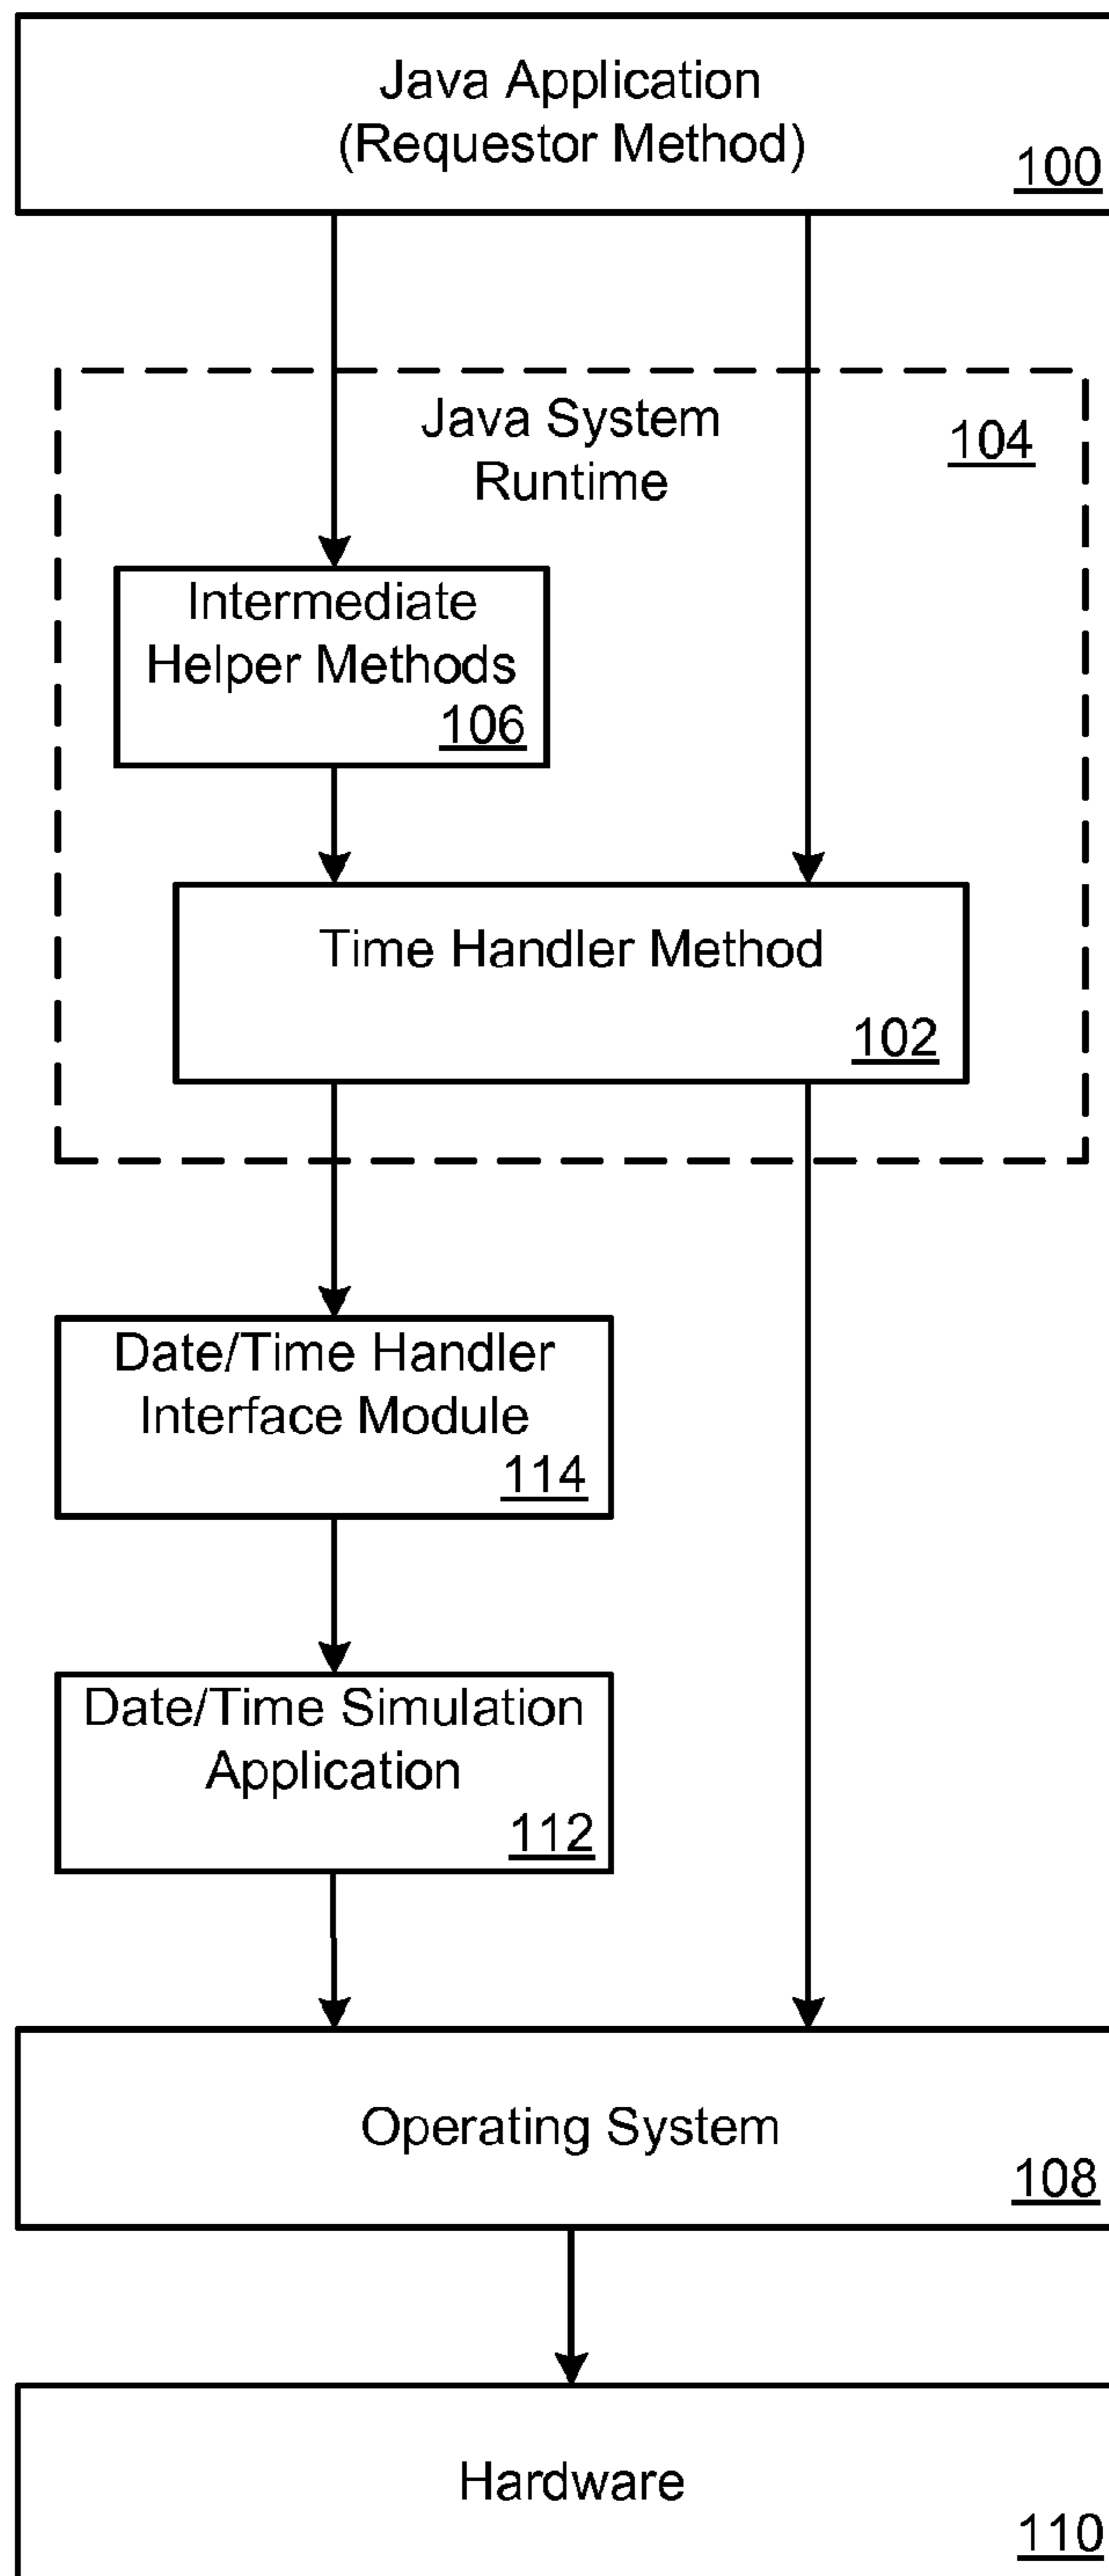 Java Application
(Requestor Method)
100
Java System
Runtime
104
Intermediate
Helper Methods
106
Time Handler Method
102
Date/Time Handler
Interface Module
114
Date/Time Simulation
Application
112
Operating System
108
Hardware
110